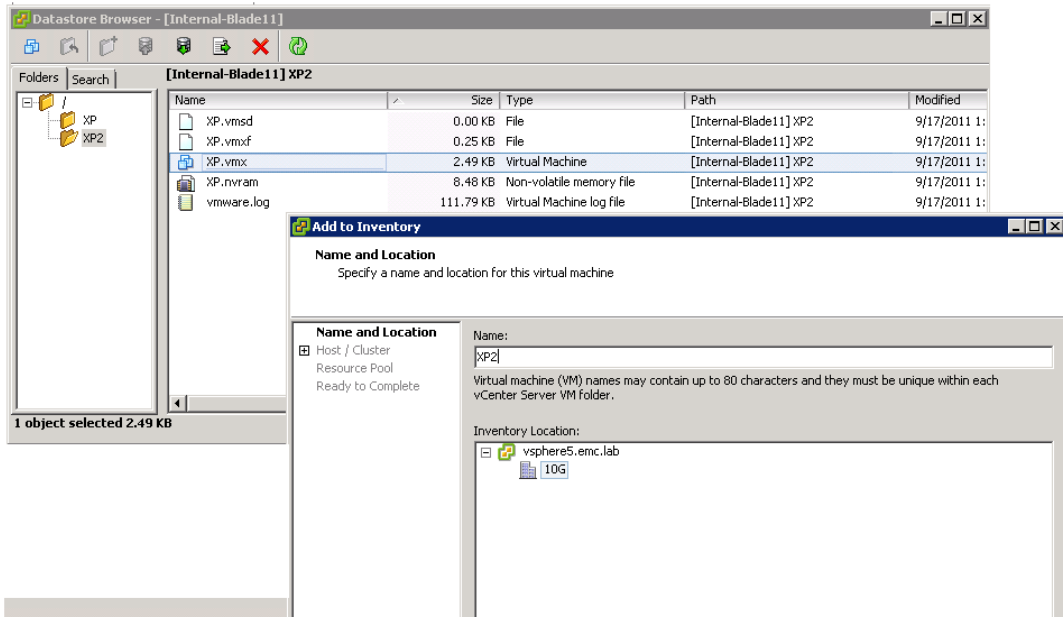 Datastore Browser - [Internal-Blade11]
Folders Search
[Internal-Blade11] XP2
/
XP
XP2
Name Size Type Path Modified
XP.vmsd 0.00 KB File [Internal-Blade11] XP2 9/17/2011 1:
XP.vmxf 0.25 KB File [Internal-Blade11] XP2 9/17/2011 1:
XP.vmx 2.49 KB Virtual Machine [Internal-Blade11] XP2 9/17/2011 1:
XP.nvram 8.48 KB Non-volatile memory file [Internal-Blade11] XP2 9/17/2011 1:
vmware.log 111.79 KB Virtual Machine log file [Internal-Blade11] XP2 9/17/2011 1:
1 object selected 2.49 KB
Add to Inventory
Name and Location
Specify a name and location for this virtual machine
Name and Location
Host / Cluster
Resource Pool
Ready to Complete
Name:
XP2
Virtual machine (VM) names may contain up to 80 characters and they must be unique within each
vCenter Server VM folder.
Inventory Location:
vsphere5.emc.lab
10G